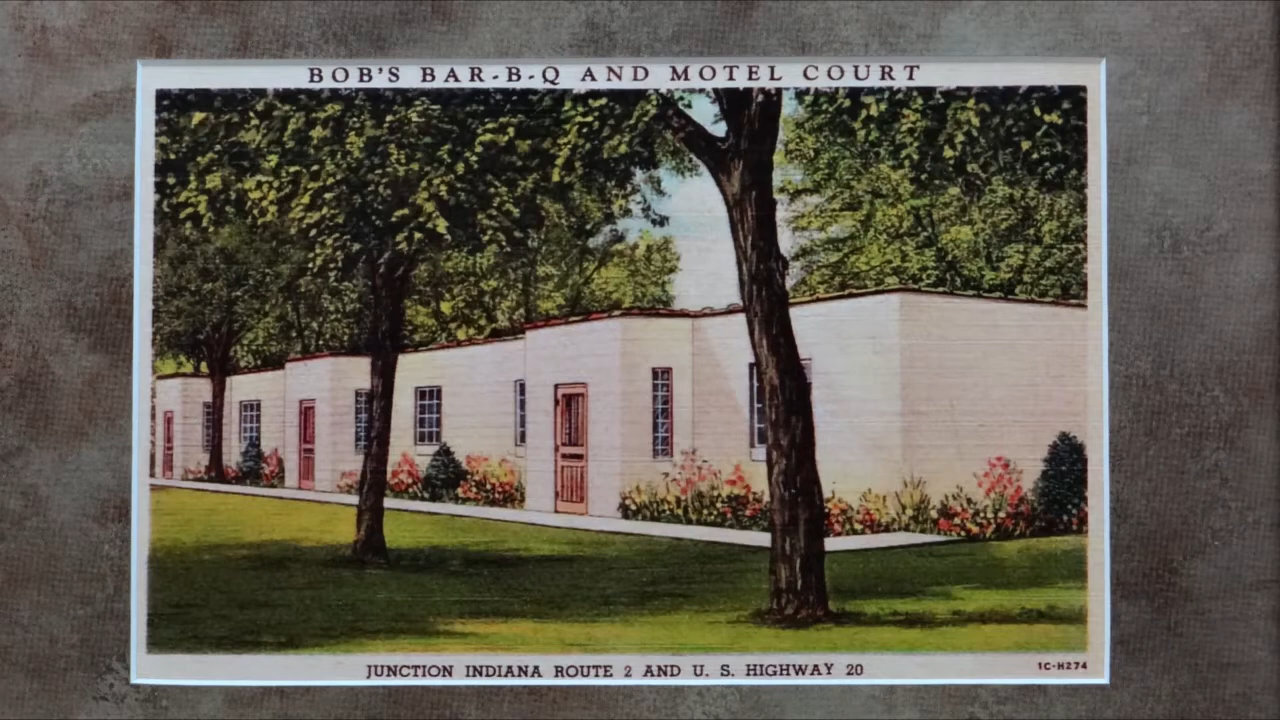 BOB'S BAR-B-Q AND MOTEL COURT
JUNCTION INDIANA ROUTE 2 AND U. S. HIGHWAY 20
1C-H274